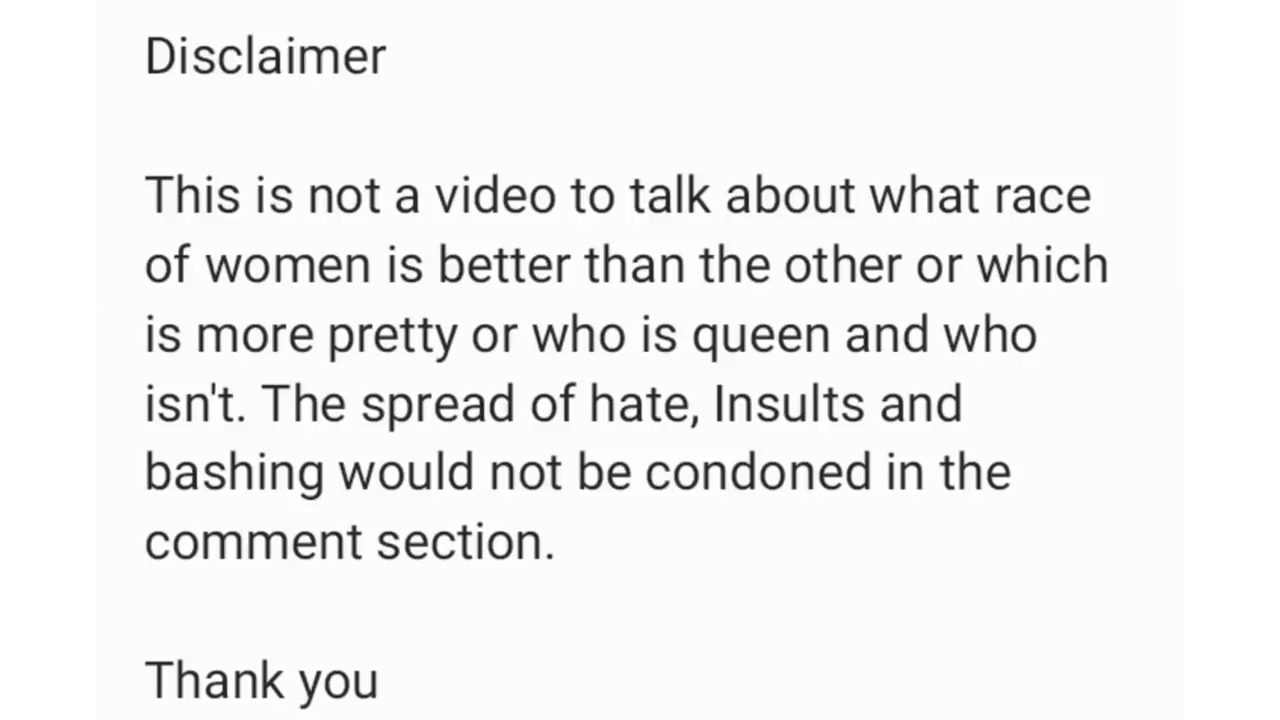 Disclaimer
This is not a video to talk about what race
of women is better than the other or which
is more pretty or who is queen and who
isn't. The spread of hate, Insults and
bashing would not be condoned in the
comment section.
Thank you